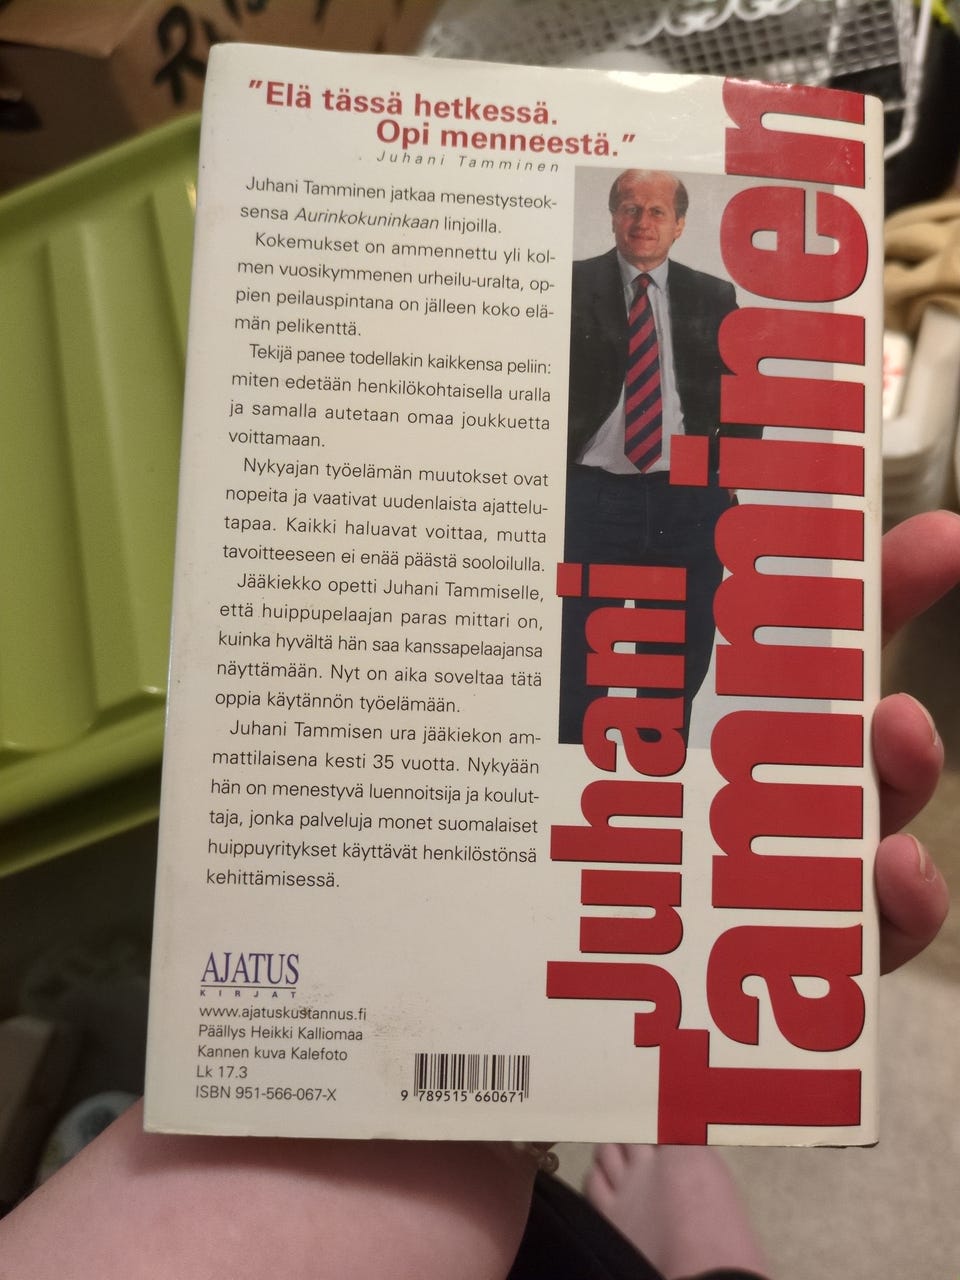 "Elä tässä hetkessä.
Opi menneestä."
Juhani Tamminen
Juhani Tamminen jatkaa menestysteok-
sensa Aurinkokuninkaan linjoilla.
Kokemukset on ammennettu yli kol-
men vuosikymmenen urheilu-uralta, op-
pien peilauspintana on jälleen koko elä-
män pelikenttä.
Tekijä panee todellakin kaikkensa peliin:
miten edetään henkilökohtaisella uralla
ja samalla autetaan omaa joukkuetta
voittamaan.
Nykyajan työelämän muutokset ovat
nopeita ja vaativat uudenlaista ajattelu-
tapaa. Kaikki haluavat voittaa, mutta
tavoitteeseen ei enää päästä sooloilulla.
Jääkiekko opetti Juhani Tammiselle,
että huippupelaajan paras mittari on,
kuinka hyvältä hän saa kanssapelaajansa
näyttämään. Nyt on aika soveltaa tätä
oppia käytännön työelämään.
Juhani Tammisen ura jääkiekon am-
mattilaisena kesti 35 vuotta. Nykyään
hän on menestyvä luennoitsija ja koulut-
taja, jonka palveluja monet suomalaiset
huippuyritykset käyttävät henkilöstönsä
kehittämisessä.
AJATUS
KIRJAT
www.ajatuskustannus.fi
Päällys Heikki Kalliomaa
Kannen kuva Kalefoto
Lk 17.3
ISBN 951-566-067-X
9 789515 660671
Juhani
Tamminen